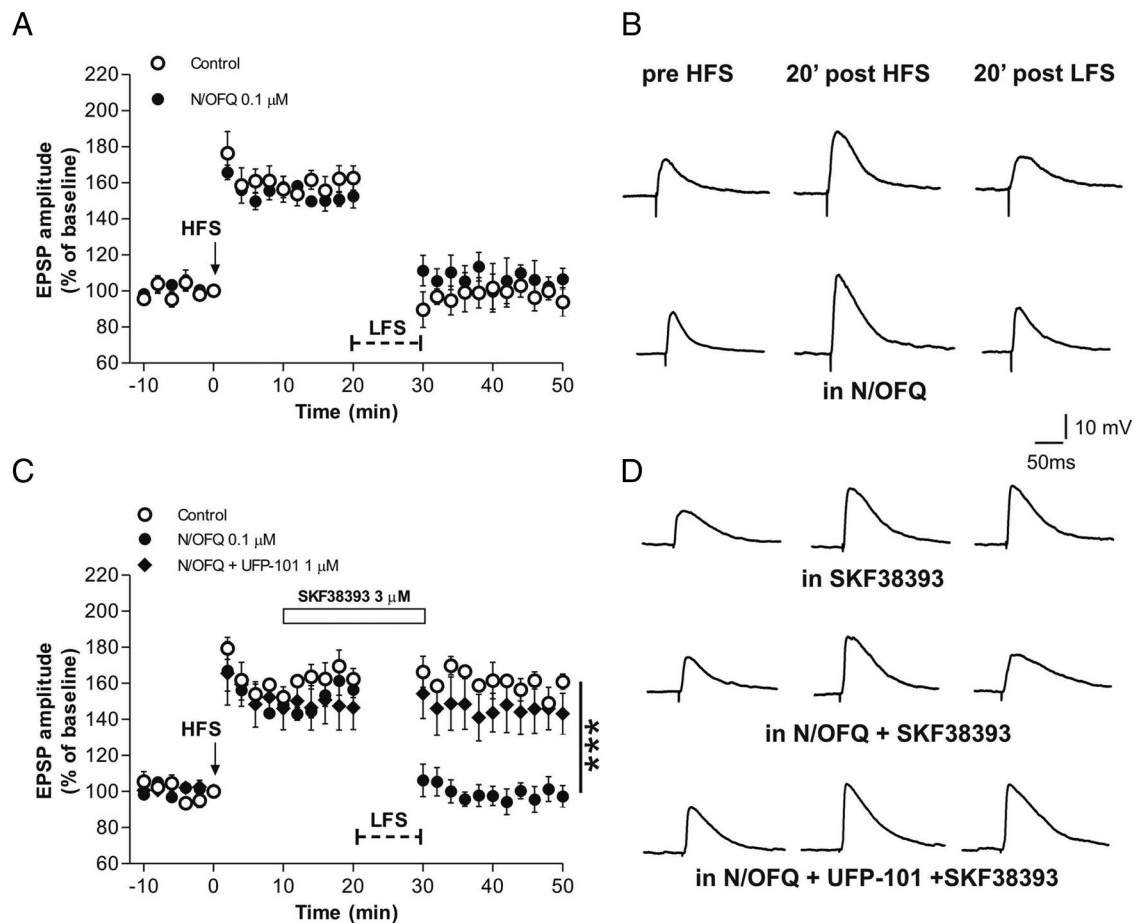 A
Control
N/OFQ 0.1 μM
220
200
180
160
140
120
100
80
60
EPSP amplitude
(% of baseline)
HFS
LFS
-10 0 10 20 30 40 50
Time (min)
B
pre HFS 20' post HFS 20' post LFS
in N/OFQ
10 mV
50ms
C
Control
N/OFQ 0.1 μM
N/OFQ + UFP-101 1 μM
220
200
180
160
140
120
100
80
60
EPSP amplitude
(% of baseline)
SKF38393 3 μM
HFS
LFS
***
-10 0 10 20 30 40 50
Time (min)
D
in SKF38393
in N/OFQ + SKF38393
in N/OFQ + UFP-101 +SKF38393